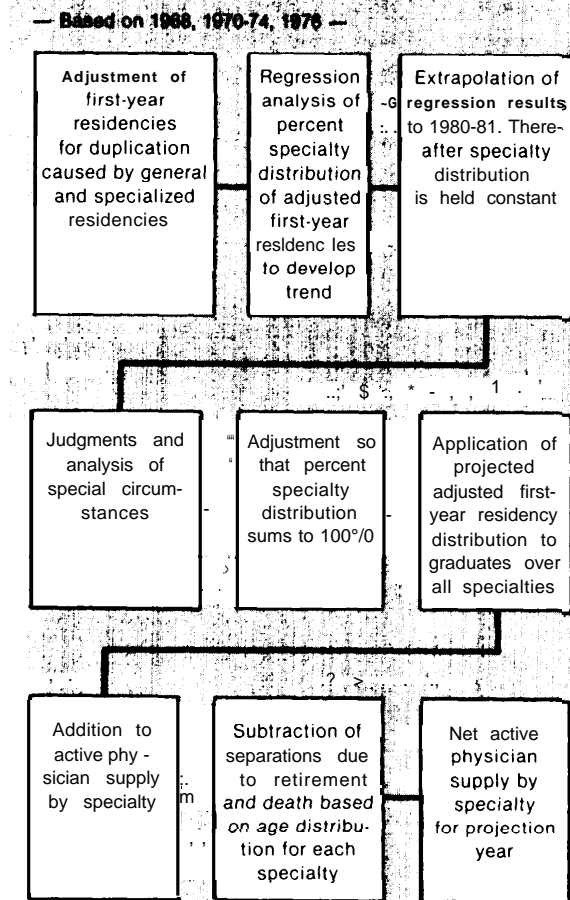 — Based on 1968, 1970-74, 1976 —
Adjustment of
first-year
residencies
for duplication
caused by general
and specialized
residencies
Regression
analysis of
percent
specialty
distribution
of adjusted
first-year
residenc les
to develop
trend
Extrapolation of
regression results
to 1980-81. There-
after specialty
distribution
is held constant
Judgments and
analysis of
special circum-
stances
Adjustment so
that percent
specialty
distribution
sums to 100°/0
Application of
projected
adjusted first-
year residency
distribution to
graduates over
all specialties
Addition to
active phy -
sician supply
by specialty
Subtraction of
separations due
to retirement
and death based
on age distribu-
tion for each
specialty
Net active
physician
supply by
specialty
for projection
year